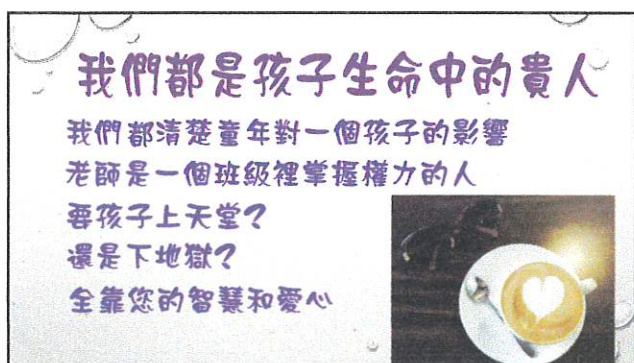 我們都是孩子生命中的貴人
我們都清楚童年對一個孩子的影響
老師是一個班級裡掌握權力的人
要孩子上天堂?
還是下地獄?
全靠您的智慧和愛心